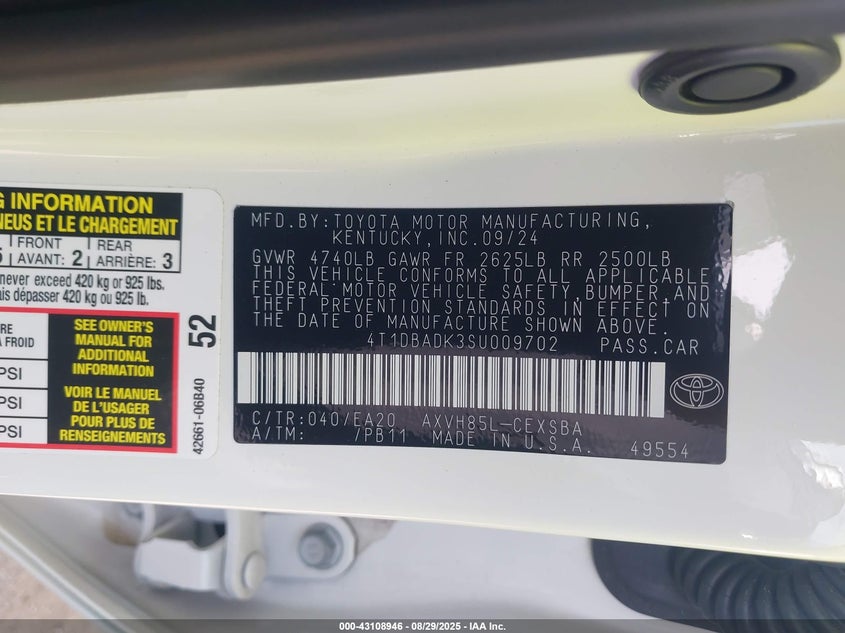 G INFORMATION
NEUS ET LE CHARGEMENT
FRONT
AVANT: 2
REAR
ARRIÈRE: 3
never exceed 420 kg or 925 lbs.
ais dépasser 420 kg ou 925 lb.
A FROID
PSI
PSI
PSI
SEE OWNER'S
MANUAL FOR
ADDITIONAL
INFORMATION
VOIR LE MANUEL
DE L'USAGER
POUR PLUS DE
RENSEIGNEMENTS
52
42661-06B40
MFD.BY:TOYOTA MOTOR MANUFACTURING,
KENTUCKY,INC.09/24
GVWR 4740LB GAWR FR 2625LB RR 2500LB
THIS VEHICLE CONFORMS TO ALL APPLICABLE
FEDERAL MOTOR VEHICLE SAFETY,BUMPER,AND
THEFT PREVENTION STANDARDS IN EFFECT ON
THE DATE OF MANUFACTURE SHOWN ABOVE.
4T1DBADK3SU009702 PASS.CAR
C/TR:040/EA20 AXVH85L-CEXSBA
A/TM: /PB11 MADE IN U.S.A. 49554
000-43108946 - 08/29/2025 - IAA Inc.